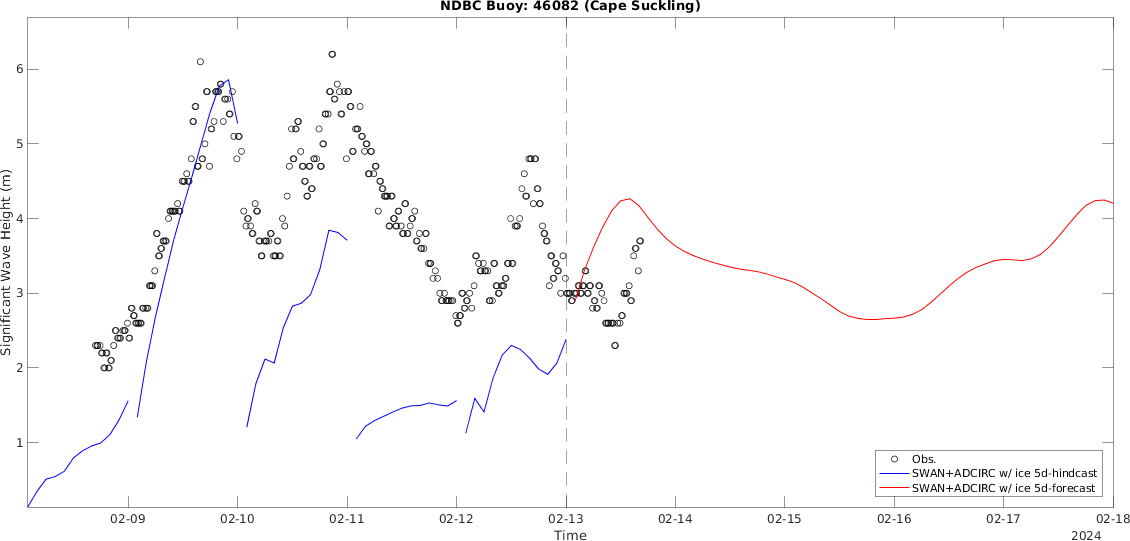 NDBC Buoy: 46082 (Cape Suckling)
Significant Wave Height (m)
6
5
4
3
2
1
Obs.
SWAN+ADCIRC w/ ice 5d-hindcast
SWAN+ADCIRC w/ ice 5d-forecast
02-09 02-10 02-11 02-12 02-13 02-14 02-15 02-16 02-17 02-18
Time
2024